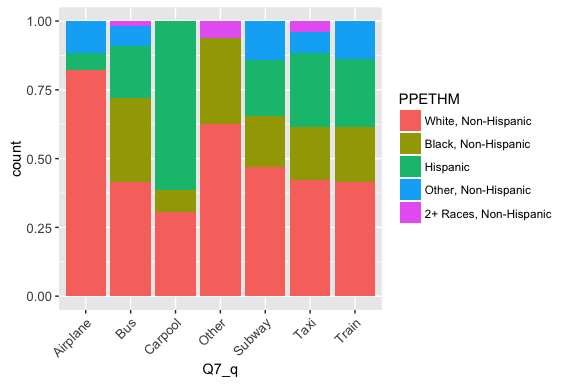 1.00
0.75
0.50
0.25
0.00
count
Airplane
Bus
Carpool
Other
Subway
Taxi
Train
Q7_q
PPETHM
White, Non-Hispanic
Black, Non-Hispanic
Hispanic
Other, Non-Hispanic
2+ Races, Non-Hispanic